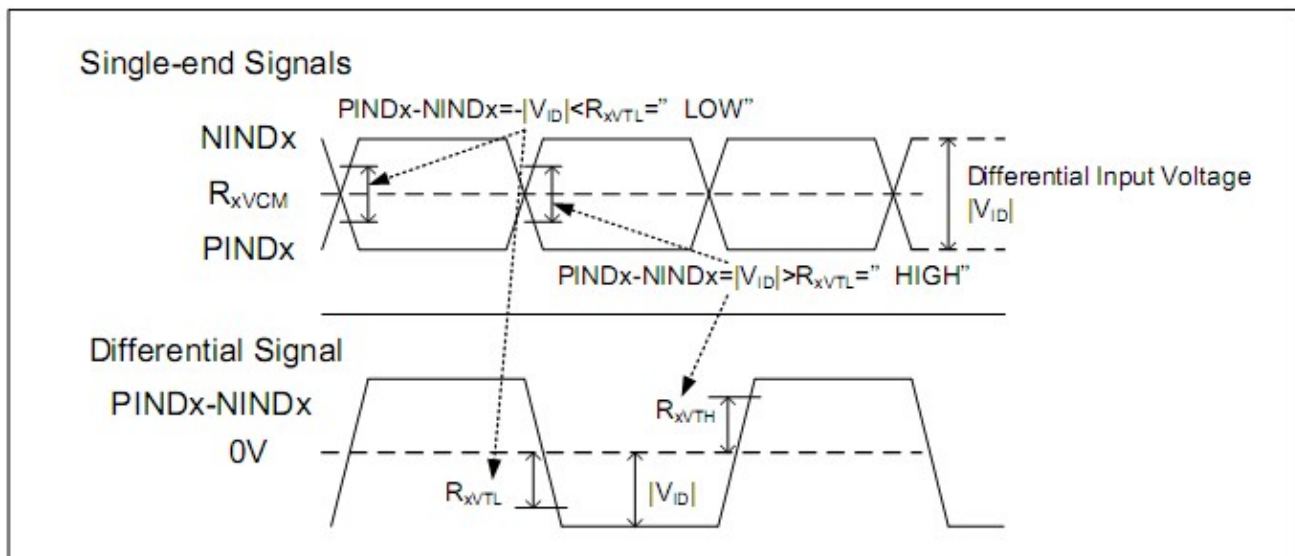 Single-end Signals
PINDx-NINDx=-|VID|<RxVTL=” LOW”
NINDx
RxVCM
PINDx
Differential Input Voltage
|VID|
PINDx-NINDx=|VID|>RxVTL=” HIGH”
Differential Signal
PINDx-NINDx
0V
RxVTH
RxVTL
|VID|